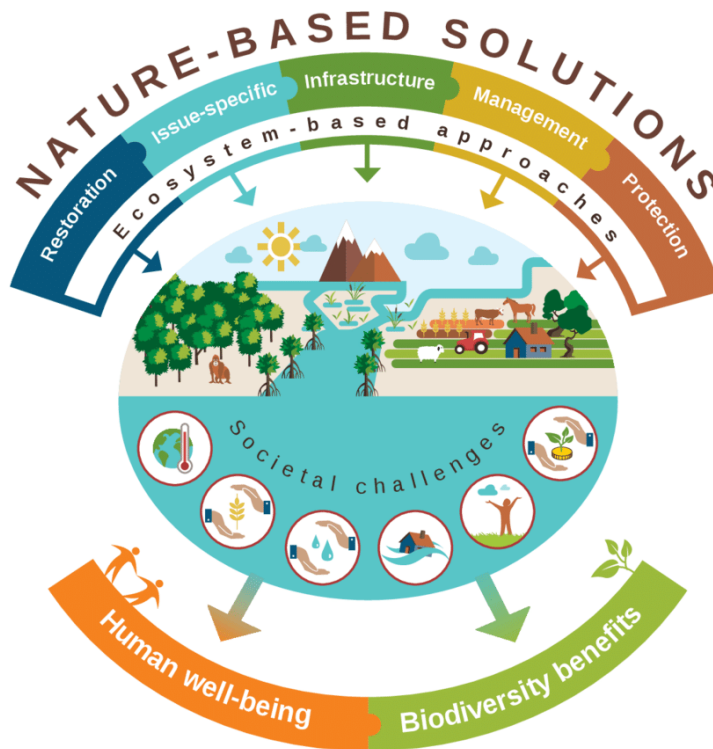 NATURE-BASED SOLUTIONS
Restoration
Issue-specific
Infrastructure
Management
Protection
Ecosystem-based approaches
Societal challenges
Human well-being
Biodiversity benefits